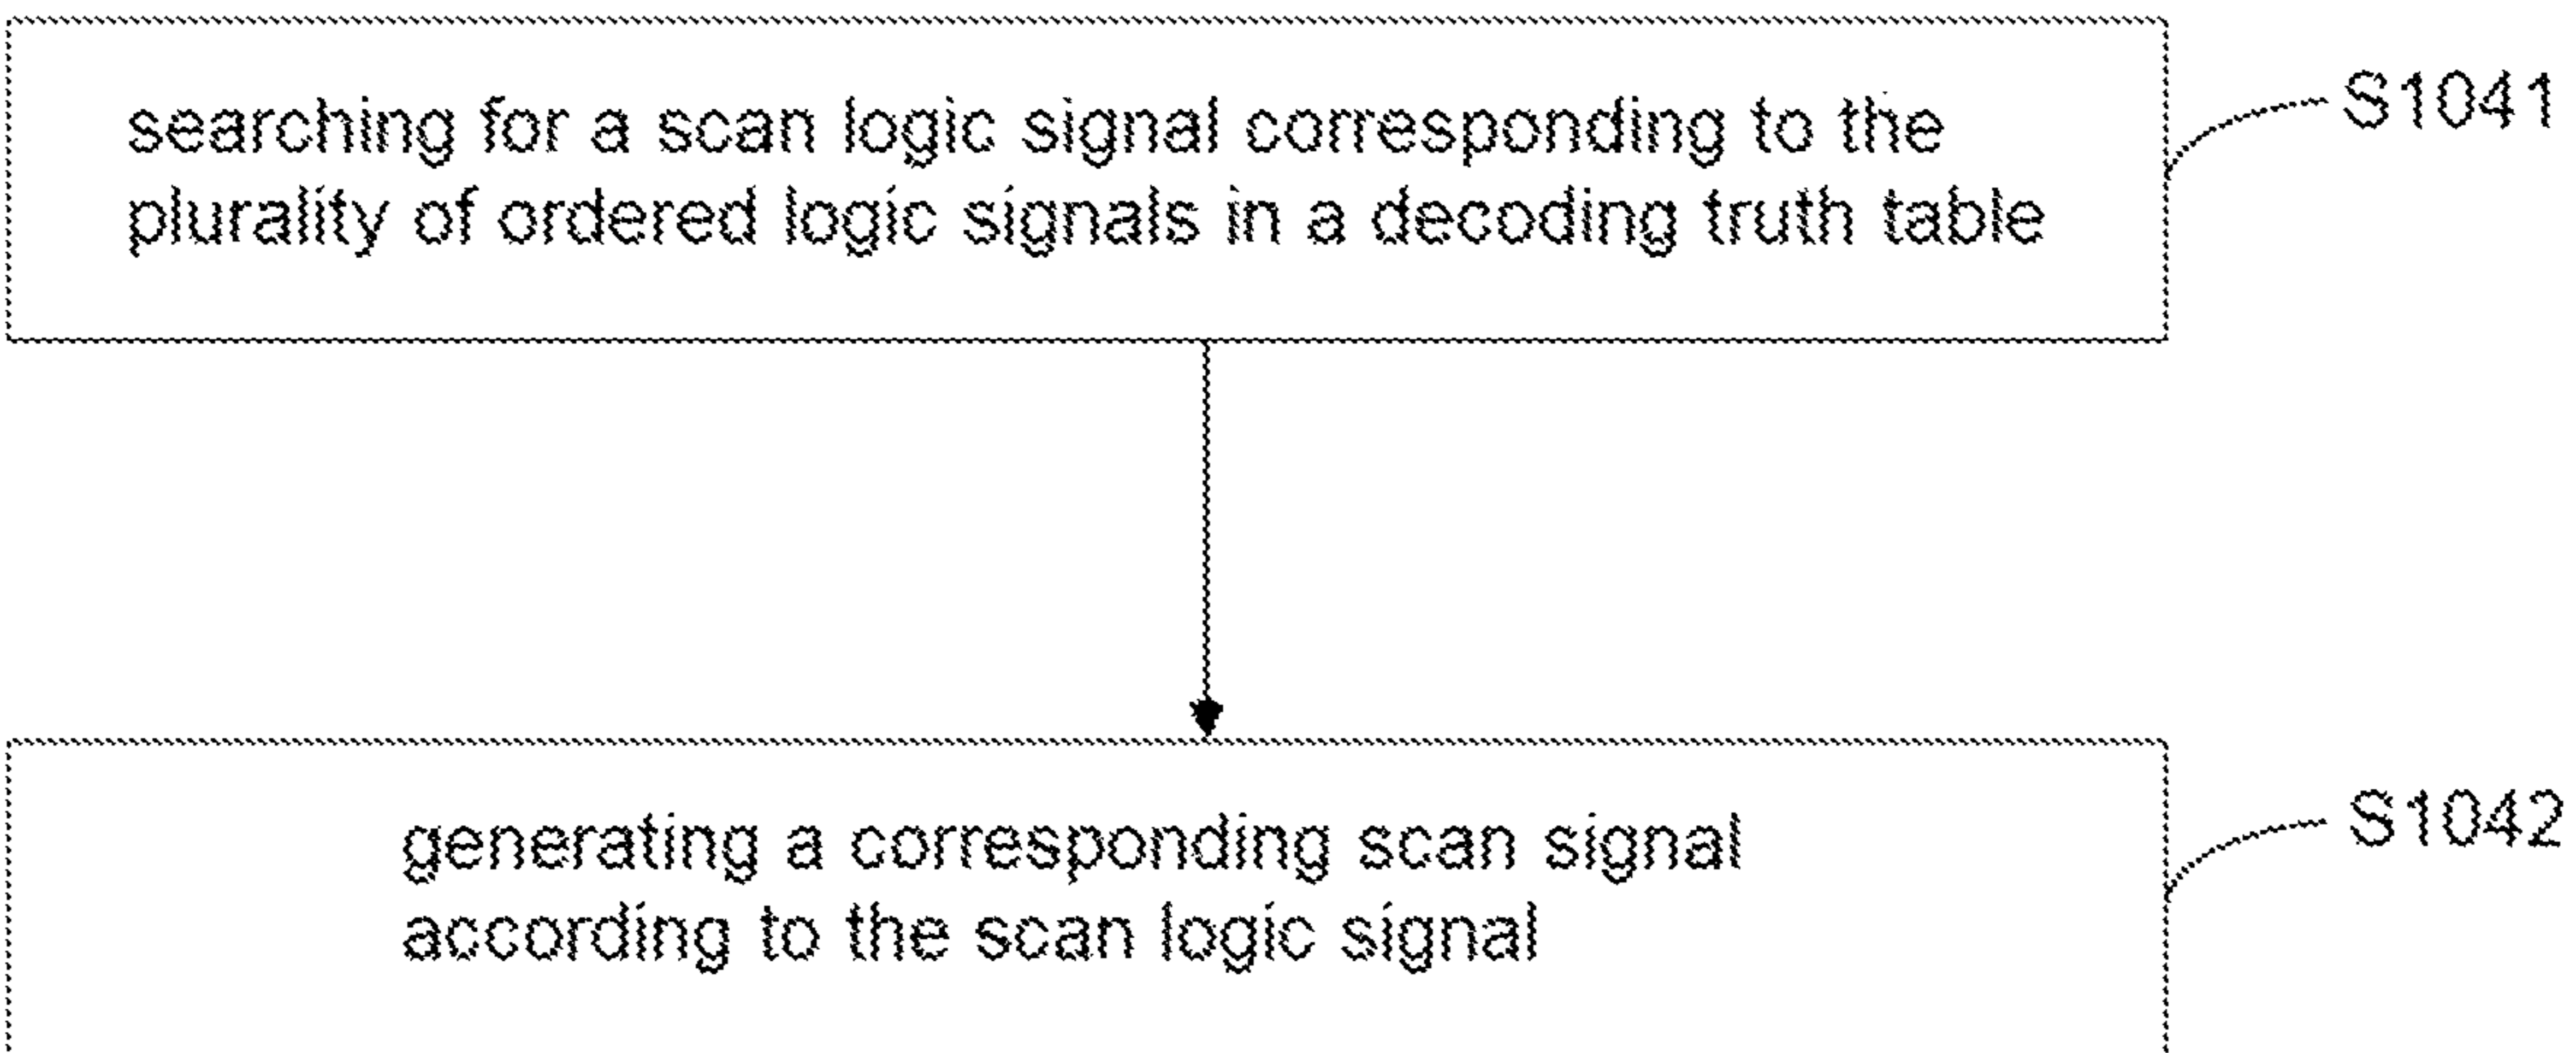 searching for a scan logic signal corresponding to the
plurality of ordered logic signals in a decoding truth table
S1041
generating a corresponding scan signal
according to the scan logic signal
S1042